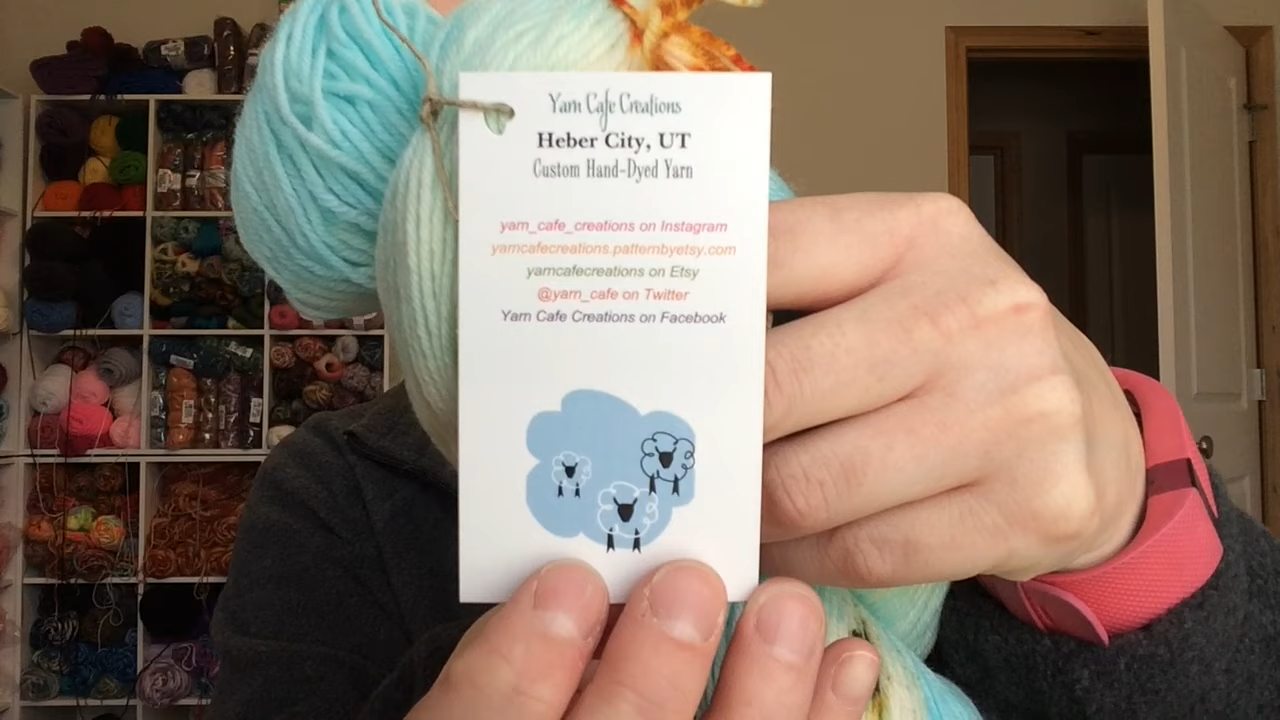 Yarn Cafe Creations
Heber City, UT
Custom Hand-Dyed Yarn
yarn_cafe_creations on Instagram
yarncafecreations.patternbyetsy.com
yarncafecreations on Etsy
@yarn_cafe on Twitter
Yarn Cafe Creations on Facebook